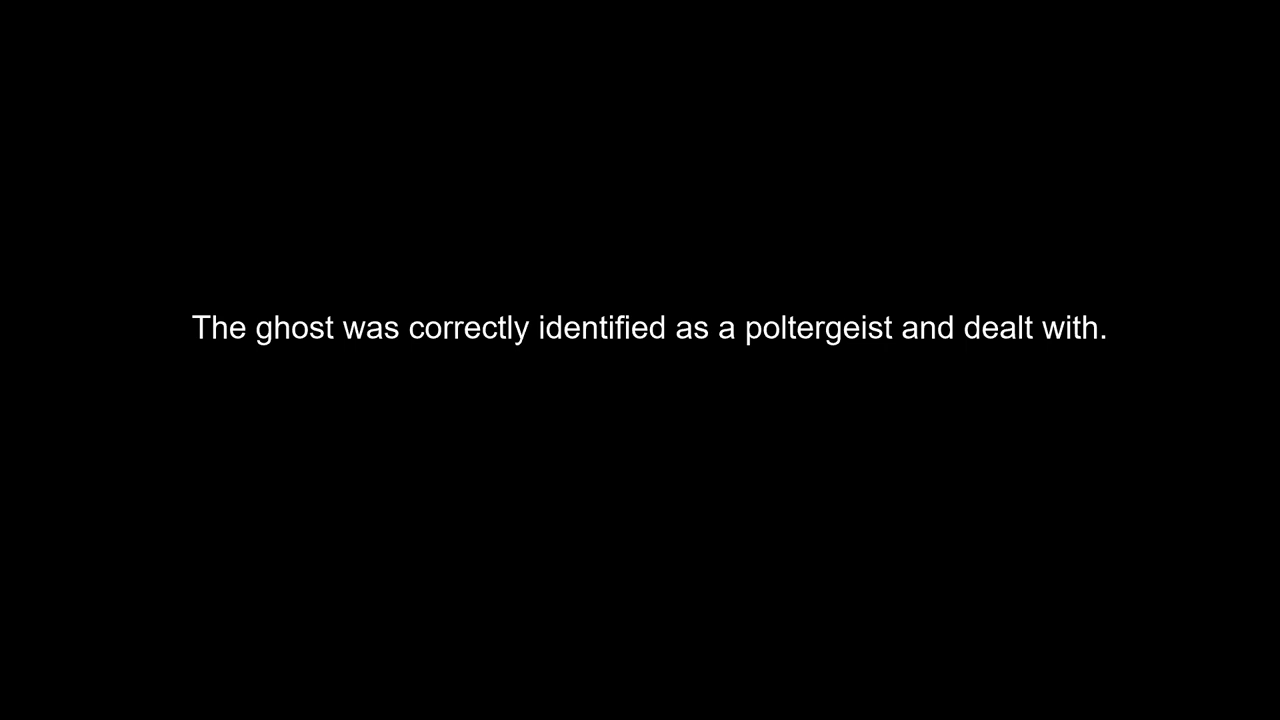 The ghost was correctly identified as a poltergeist and dealt with.